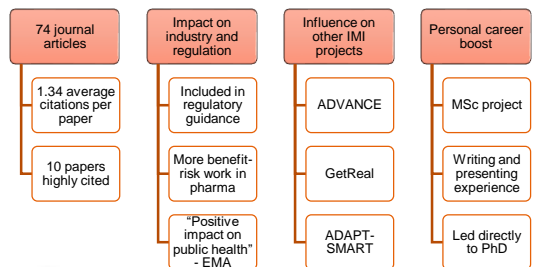 74 journal
articles
1.34 average
citations per
paper
10 papers
highly cited
Impact on
industry and
regulation
Included in
regulatory
guidance
More benefit-
risk work in
pharma
“Positive
impact on
public health”
- EMA
Influence on
other IMI
projects
ADVANCE
GetReal
ADAPT-
SMART
Personal career
boost
MSc project
Writing and
presenting
experience
Led directly
to PhD